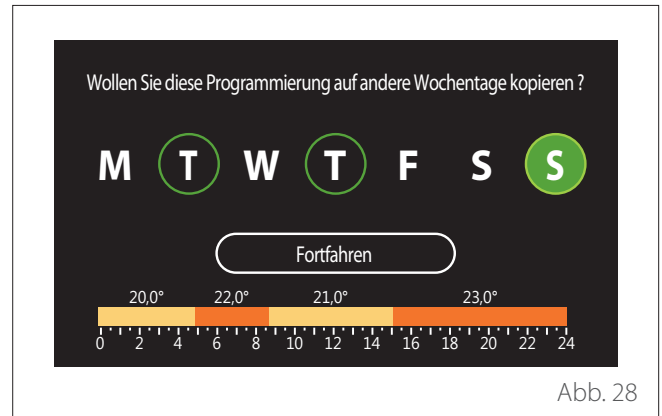 Wollen Sie diese Programmierung auf andere Wochentage kopieren ?
M T W T F S S
Fortfahren
20,0° 22,0° 21,0° 23,0°
0 2 4 6 8 10 12 14 16 18 20 22 24
Abb. 28